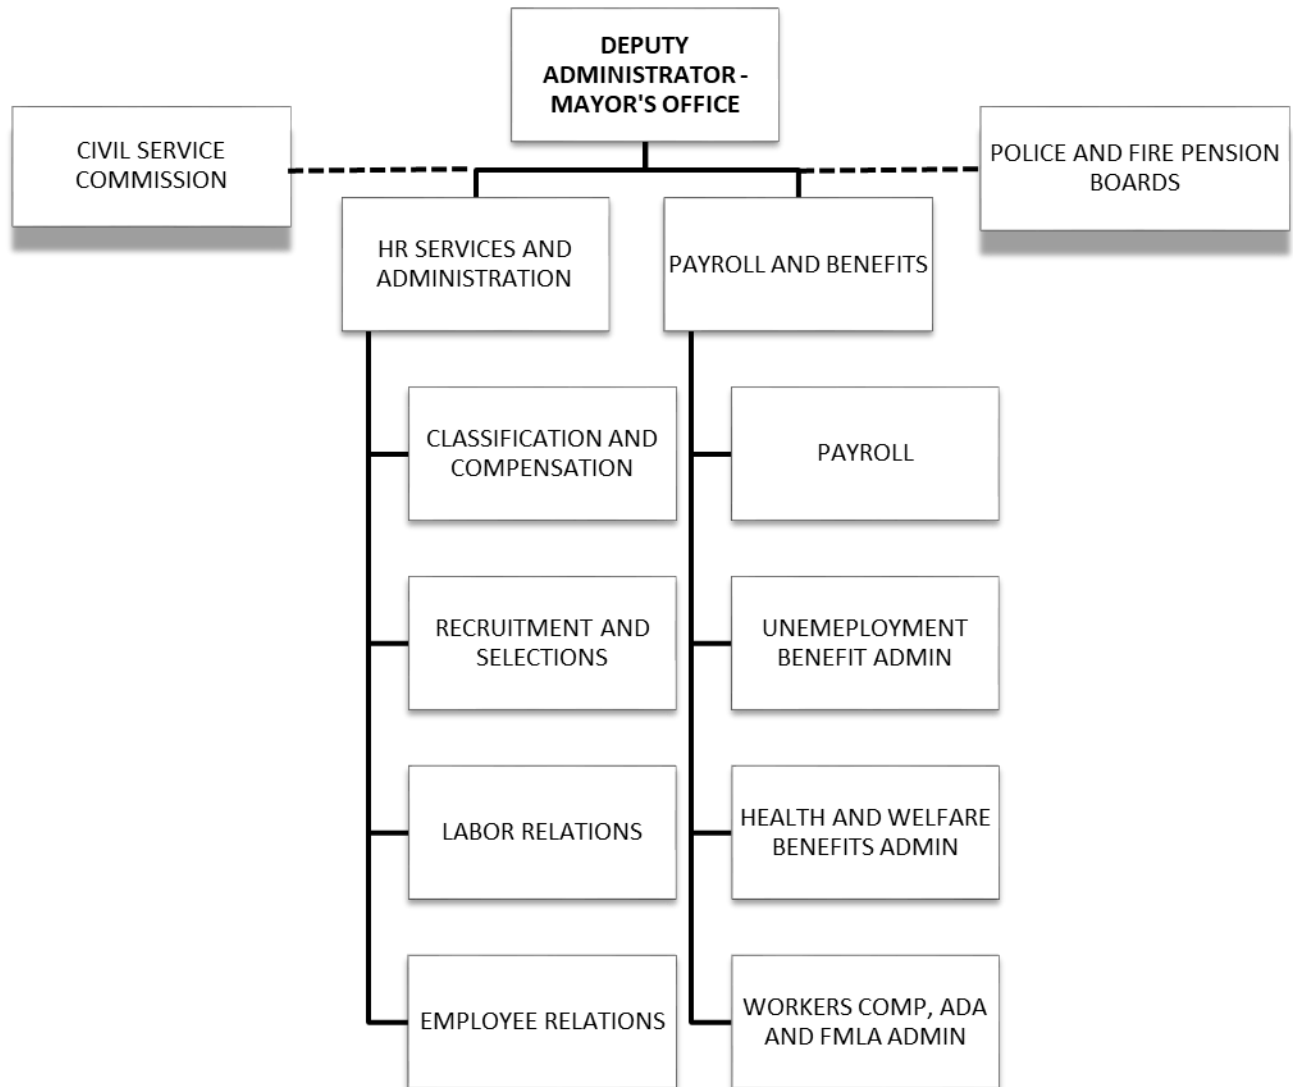 DEPUTY
ADMINISTRATOR -
MAYOR'S OFFICE
CIVIL SERVICE
COMMISSION
POLICE AND FIRE PENSION
BOARDS
HR SERVICES AND
ADMINISTRATION
PAYROLL AND BENEFITS
CLASSIFICATION AND
COMPENSATION
PAYROLL
RECRUITMENT AND
SELECTIONS
UNEMEPLOYMENT
BENEFIT ADMIN
LABOR RELATIONS
HEALTH AND WELFARE
BENEFITS ADMIN
EMPLOYEE RELATIONS
WORKERS COMP, ADA
AND FMLA ADMIN